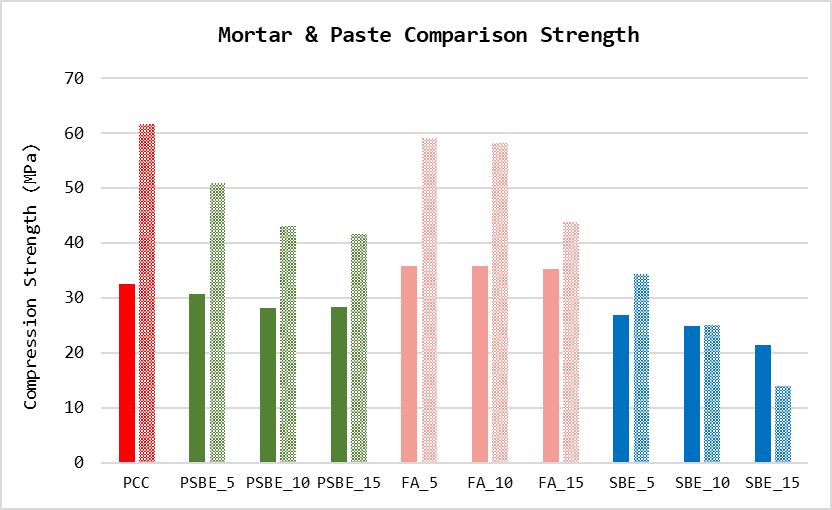 Mortar & Paste Comparison Strength
Compression Strength (MPa)
70
60
50
40
30
20
10
0
PCC PSBE_5 PSBE_10 PSBE_15 FA_5 FA_10 FA_15 SBE_5 SBE_10 SBE_15